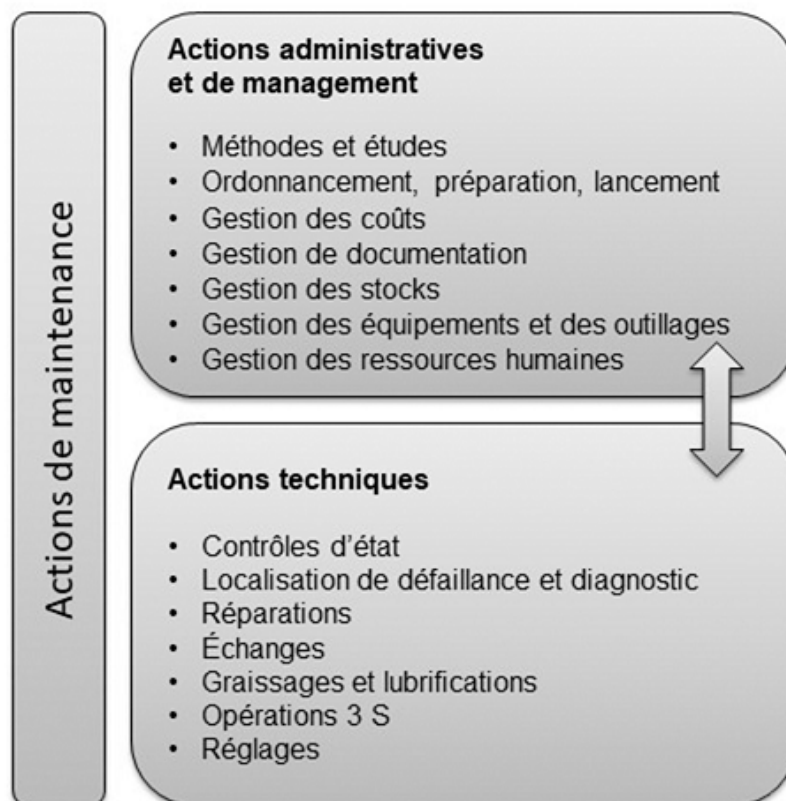 Actions de maintenance
Actions administratives
et de management
• Méthodes et études
• Ordonnancement, préparation, lancement
• Gestion des coûts
• Gestion de documentation
• Gestion des stocks
• Gestion des équipements et des outillages
• Gestion des ressources humaines
Actions techniques
• Contrôles d’état
• Localisation de défaillance et diagnostic
• Réparations
• Échanges
• Graissages et lubrifications
• Opérations 3 S
• Réglages